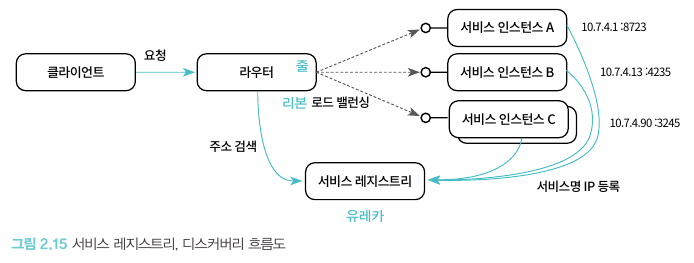 클라이언트
요청
라우터
줄
리본 로드 밸런싱
서비스 인스턴스 A
10.7.4.1 :8723
서비스 인스턴스 B
10.7.4.13 :4235
서비스 인스턴스 C
10.7.4.90 :3245
주소 검색
서비스 레지스트리
서비스명 IP 등록
유레카
그림 2.15 서비스 레지스트리, 디스커버리 흐름도